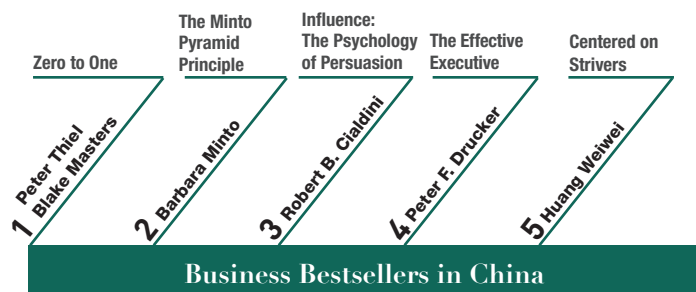 Zero to One
The Minto
Pyramid
Principle
Influence:
The Psychology
of Persuasion
The Effective
Executive
Centered on
Strivers
1
Peter Thiel
Blake Masters
2
Barbara Minto
3
Robert B. Cialdini
4
Peter F. Drucker
5
Huang Weiwei
Business Bestsellers in China